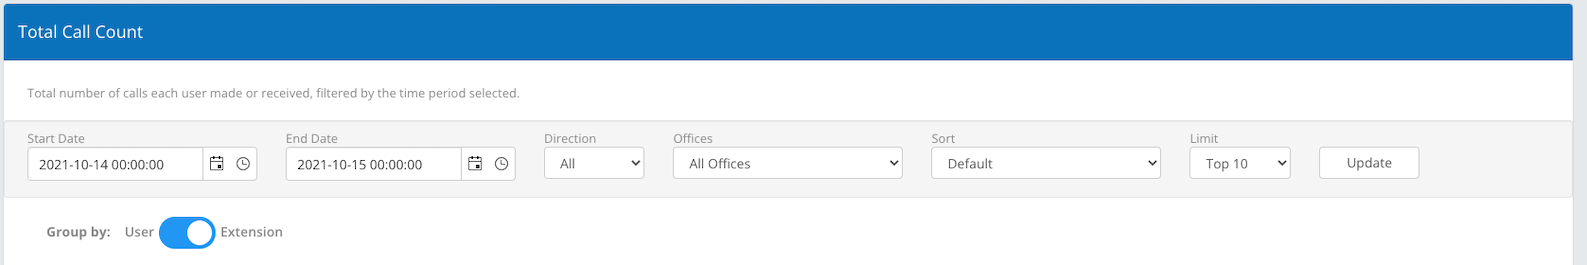 Total Call Count
Total number of calls each user made or received, filtered by the time period selected.
Start Date End Date Direction Offices Sort Limit
2021-10-14 00:00:00 2021-10-15 00:00:00 All All Offices Default Top 10 Update
Group by: User Extension